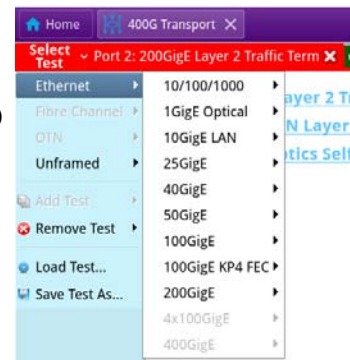 Home 400G Transport X
Select Test Port 2: 200GigE Layer 2 Traffic Term
Ethernet
Fibre Channel
OTN
Unframed
Add Test
Remove Test
Load Test...
Save Test As...
10/100/1000
1GigE Optical
10GigE LAN
25GigE
40GigE
50GigE
100GigE
100GigE KP4 FEC
200GigE
4x100GigE
400GigE
ayer 2 T
N Layer
tics Self